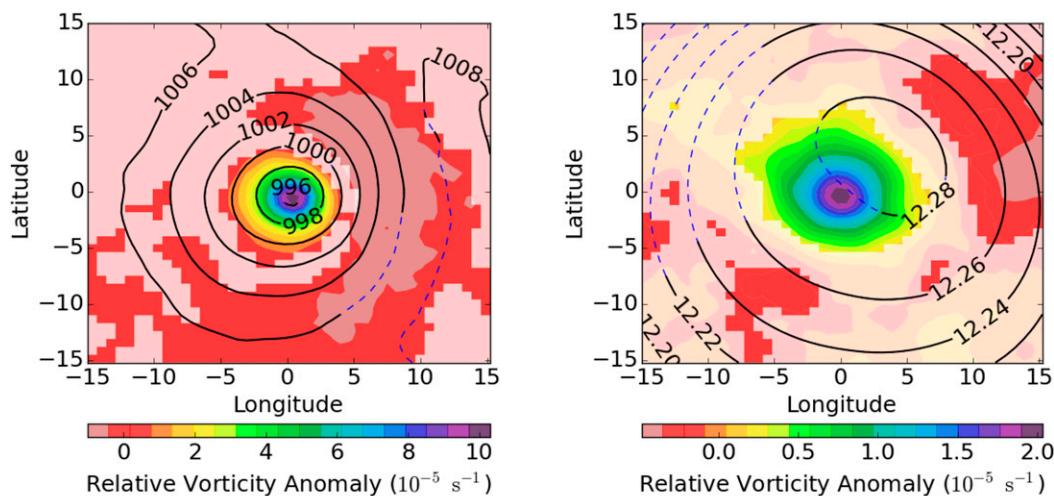 15
10
5
0
−5
−10
−15
−15 −10 −5 0 5 10 15
Latitude
Longitude
1006
1004
1002
1000
1008
996
998
0 2 4 6 8 10
Relative Vorticity Anomaly (10⁻⁵ s⁻¹)
15
10
5
0
−5
−10
−15
−15 −10 −5 0 5 10 15
Latitude
Longitude
12.20
12.28
12.26
12.24
12.22
12.20
0.0 0.5 1.0 1.5 2.0
Relative Vorticity Anomaly (10⁻⁵ s⁻¹)